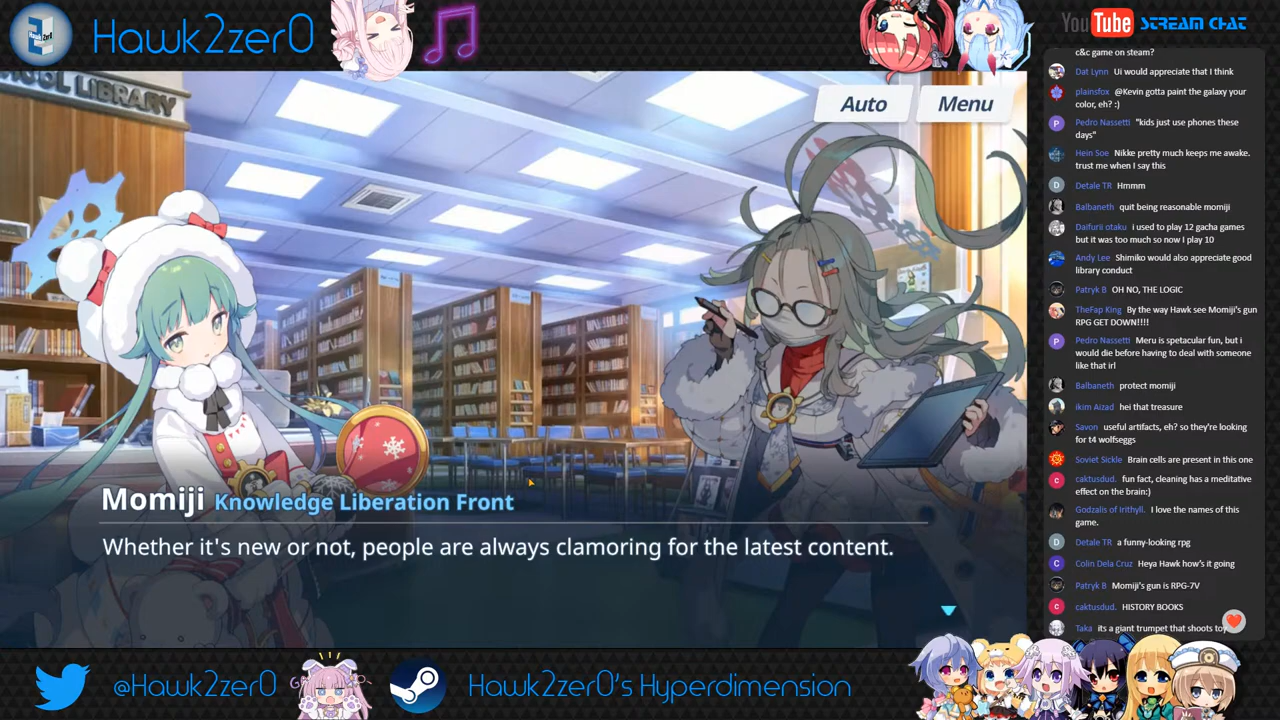 Hawk2zer0
YouTube STREAM CHAT
SCHOOL LIBRARY
Auto
Menu
Momiji Knowledge Liberation Front
Whether it's new or not, people are always clamoring for the latest content.
c&c game on steam?
Dat Lynn Ui would appreciate that I think
plainsfox @Kevin gotta paint the galaxy your
color, eh? :)
Pedro Nassetti "kids just use phones these
days"
Hein Soe Nikke pretty much keeps me awake.
trust me when I say this
Detale TR Hmmm
Balbaneth quit being reasonable momiji
Daifurii otaku i used to play 12 gacha games
but it was too much so now I play 10
Andy Lee Shimiko would also appreciate good
library conduct
Patryk B OH NO, THE LOGIC
TheFap King By the way Hawk see Momiji's gun
RPG GET DOWN!!!!
Pedro Nassetti Meru is spetacular fun, but i
would die before having to deal with someone
like that irl
Balbaneth protect momiji
ikim Aizad hei that treasure
Savon useful artifacts, eh? so they're looking
for t4 wolfseggs
Soviet Sickle Brain cells are present in this one
caktusdud. fun fact, cleaning has a meditative
effect on the brain:)
Godzalis of Irithyll. I love the names of this
game.
Detale TR a funny-looking rpg
Colin Dela Cruz Heya Hawk how's it going
Patryk B Momiji's gun is RPG-7V
caktusdud. HISTORY BOOKS
Taka its a giant trumpet that shoots toy
@Hawk2zer0
Hawk2zer0's Hyperdimension